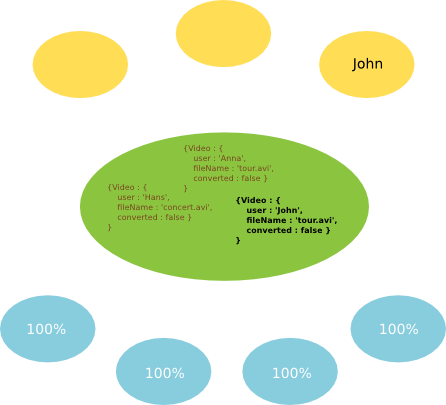 John
{Video : {
user : 'Anna',
fileName : 'tour.avi',
converted : false }
}
{Video : {
user : 'Hans',
fileName : 'concert.avi',
converted : false }
}
{Video : {
user : 'John',
fileName : 'tour.avi',
converted : false }
}
100%
100%
100%
100%